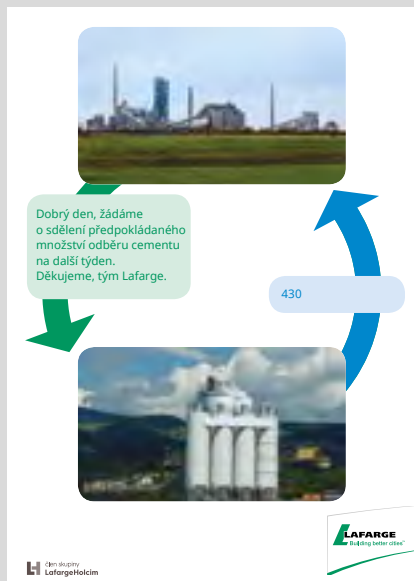 Dobrý den, žádáme
o sdělení předpokládaného
množství odběru cementu
na další týden.
Děkujeme, tým Lafarge.
430
LAFARGE
Building better cities™
člen skupiny
LafargeHolcim